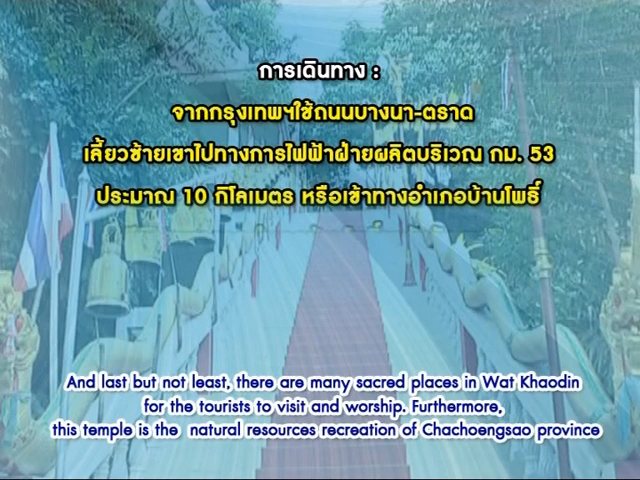 การเดินทาง :
จากกรุงเทพฯใช้ถนนบางนา-ตราด
เลี้ยวซ้ายเขาไปทางการไฟฟ้าฝ่ายผลิตบริเวณ กม. 53
ประมาณ 10 กิโลเมตร หรือเข้าทางอำเภอบ้านโพธิ์
And last but not least, there are many sacred places in Wat Khaodin
for the tourists to visit and worship. Furthermore,
this temple is the natural resources recreation of Chachoengsao province